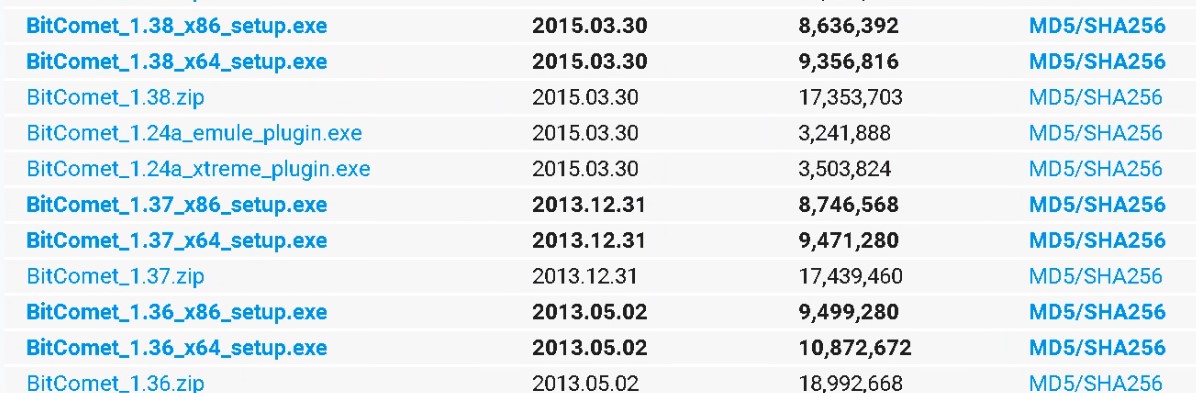 BitComet_1.38_x86_setup.exe 2015.03.30 8,636,392 MD5/SHA256
BitComet_1.38_x64_setup.exe 2015.03.30 9,356,816 MD5/SHA256
BitComet_1.38.zip 2015.03.30 17,353,703 MD5/SHA256
BitComet_1.24a_emule_plugin.exe 2015.03.30 3,241,888 MD5/SHA256
BitComet_1.24a_xtreme_plugin.exe 2015.03.30 3,503,824 MD5/SHA256
BitComet_1.37_x86_setup.exe 2013.12.31 8,746,568 MD5/SHA256
BitComet_1.37_x64_setup.exe 2013.12.31 9,471,280 MD5/SHA256
BitComet_1.37.zip 2013.12.31 17,439,460 MD5/SHA256
BitComet_1.36_x86_setup.exe 2013.05.02 9,499,280 MD5/SHA256
BitComet_1.36_x64_setup.exe 2013.05.02 10,872,672 MD5/SHA256
BitComet_1.36.zip 2013.05.02 18,992,668 MD5/SHA256